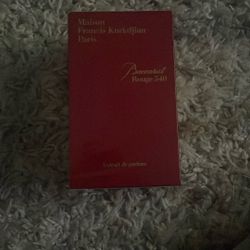 Maison
Francis Kurkdjian
Paris
Baccarat
Rouge 540
Extrait de parfum